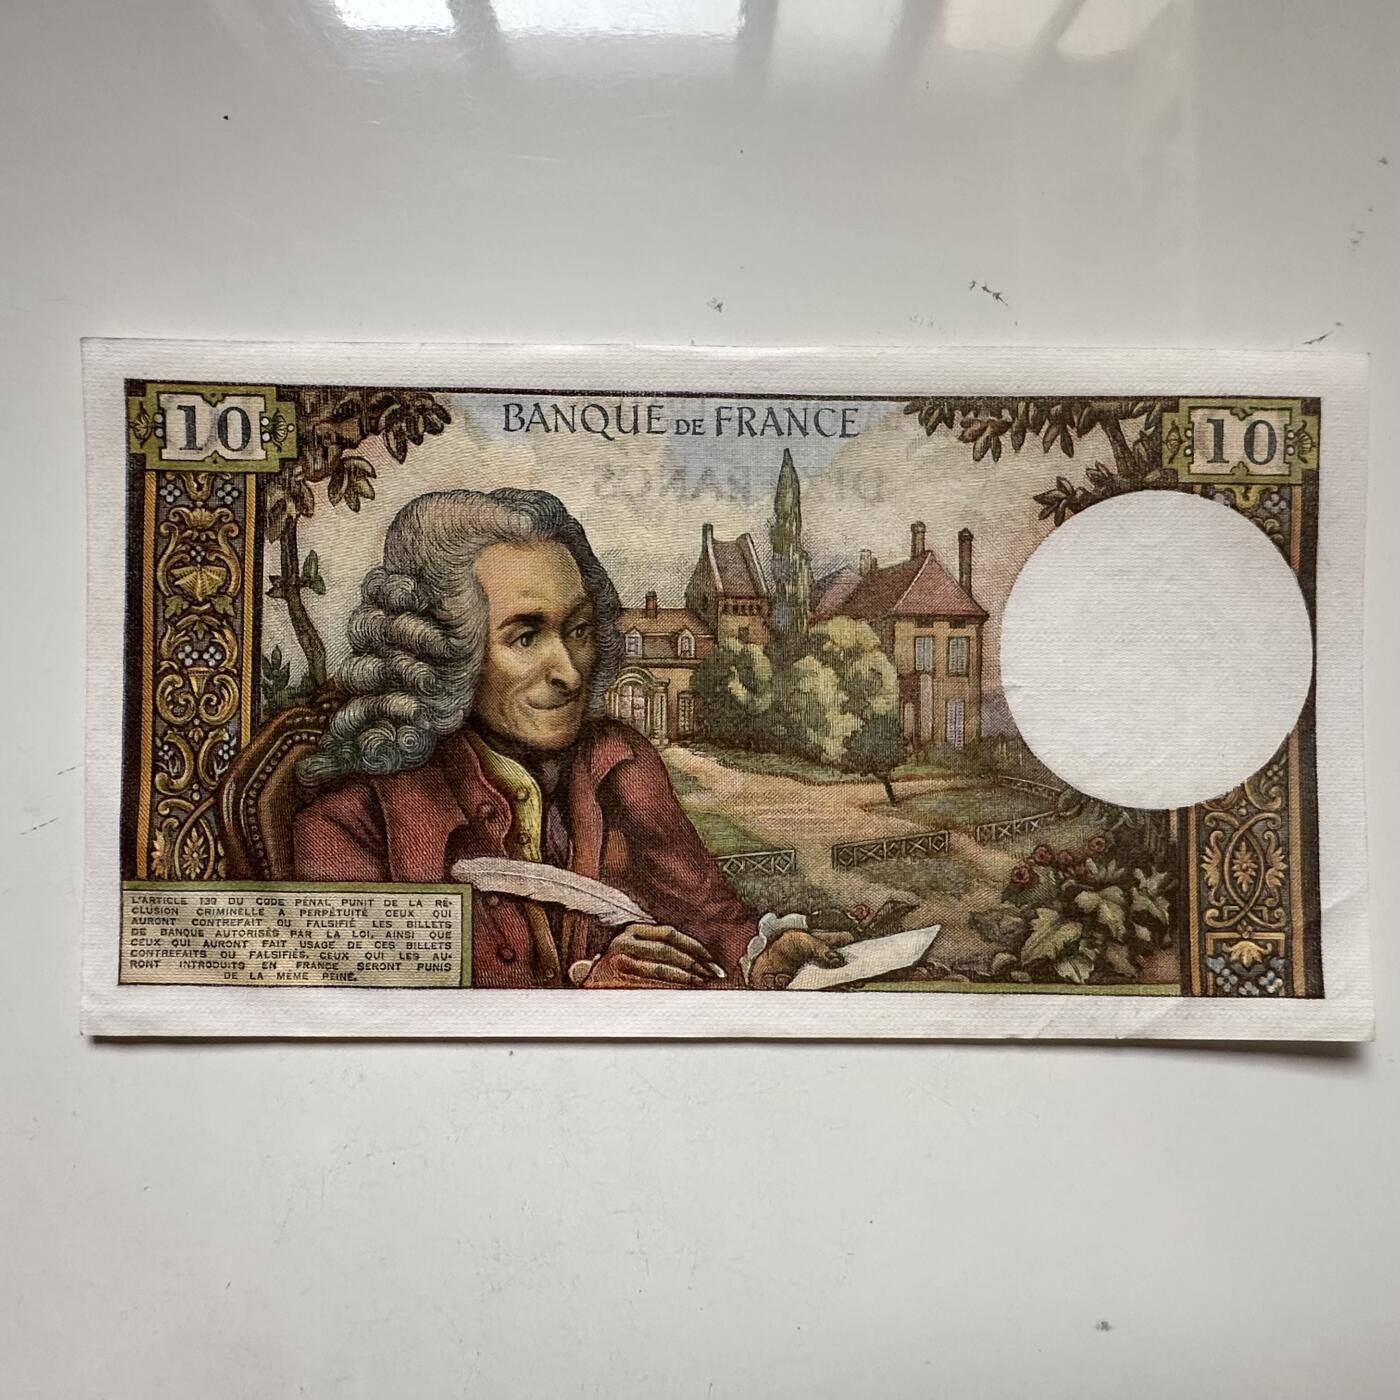 10
BANQUE DE FRANCE
10
L'ARTICLE 139 DU CODE PÉNAL PUNIT DE LA RÉ-
CLUSION CRIMINELLE A PERPÉTUITÉ CEUX QUI
AURONT CONTREFAIT OU FALSIFIÉ LES BILLETS
DE BANQUE AUTORISÉS PAR LA LOI, AINSI QUE
CEUX QUI AURONT FAIT USAGE DE CES BILLETS
CONTREFAITS OU FALSIFIÉS, CEUX QUI LES AU-
RONT INTRODUITS EN FRANCE SERONT PUNIS
DE LA MÊME PEINE.